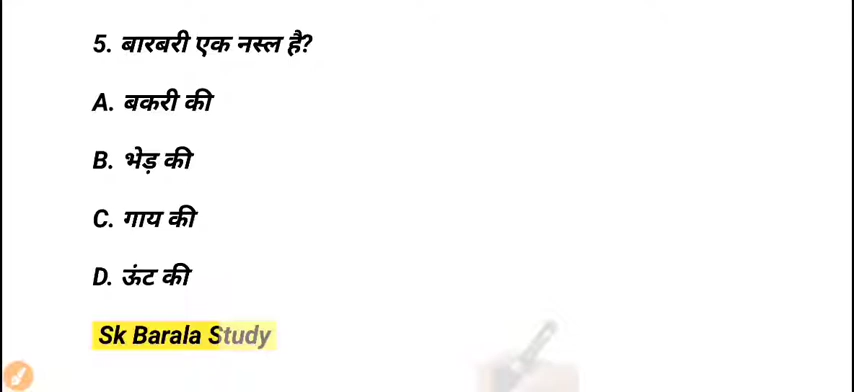 5. बारबरी एक नस्ल है?
A. बकरी की
B. भेड़ की
C. गाय की
D. ऊंट की
Sk Barala Study